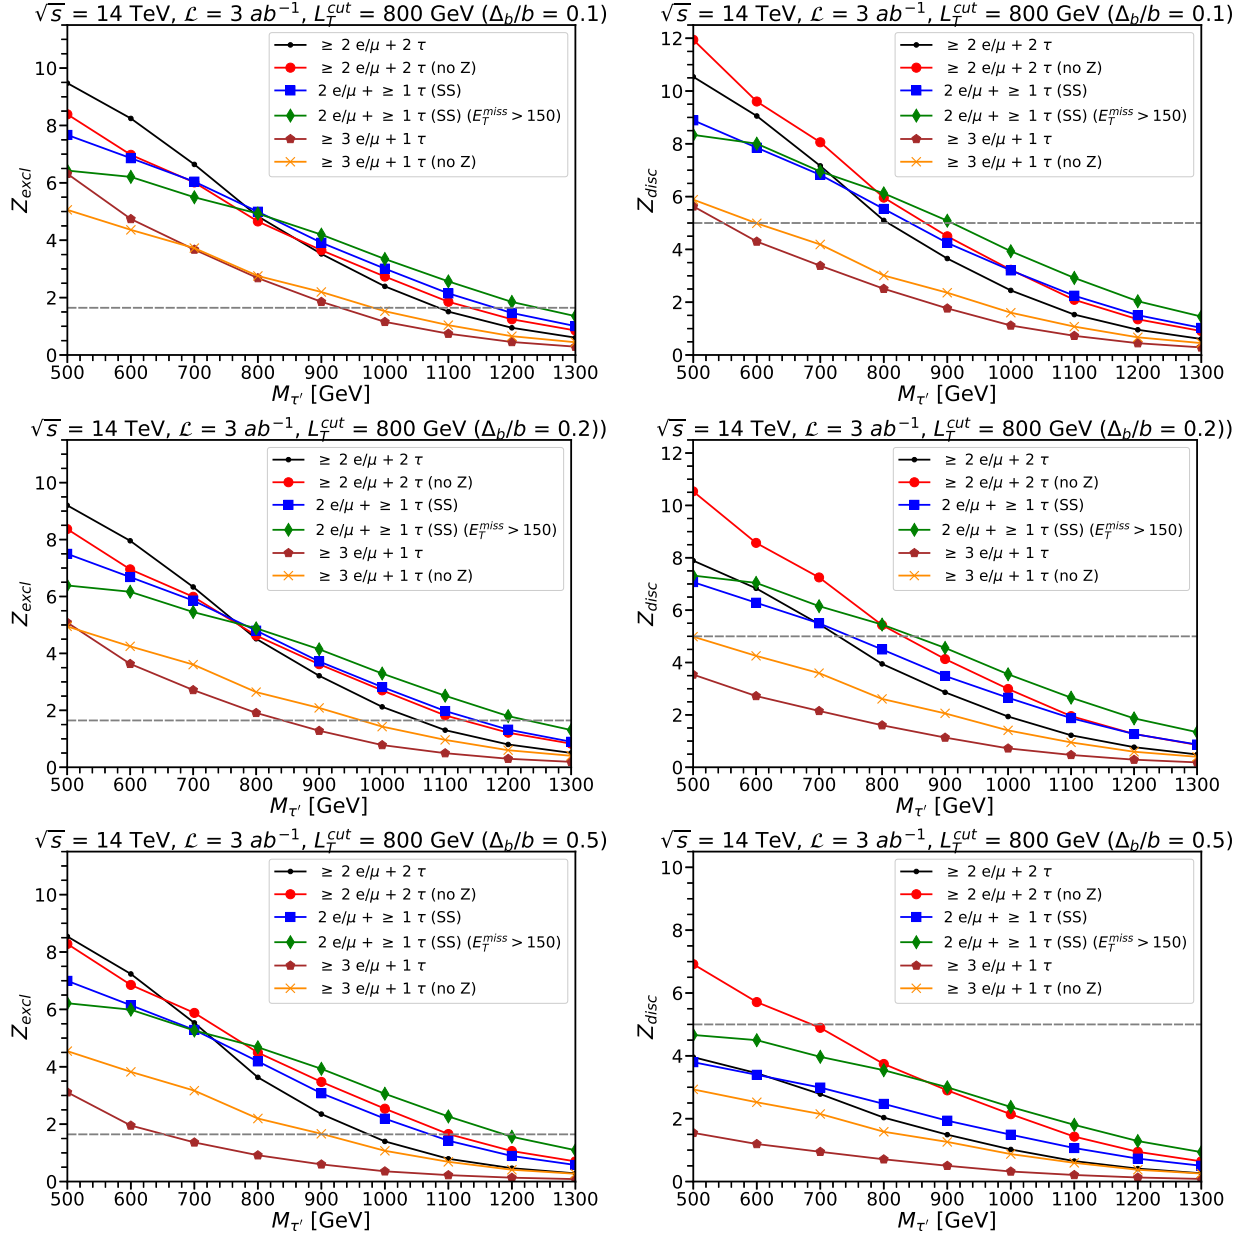 √s = 14 TeV, ℒ = 3 ab⁻¹, L_T^cut = 800 GeV (Δ_b/b = 0.1)
Z_excl
10
8
6
4
2
0
≥ 2 e/μ + 2 τ
≥ 2 e/μ + 2 τ (no Z)
2 e/μ + ≥ 1 τ (SS)
2 e/μ + ≥ 1 τ (SS) (E_T^miss > 150)
≥ 3 e/μ + 1 τ
≥ 3 e/μ + 1 τ (no Z)
500 600 700 800 900 1000 1100 1200 1300
M_τ′ [GeV]
√s = 14 TeV, ℒ = 3 ab⁻¹, L_T^cut = 800 GeV (Δ_b/b = 0.1)
Z_disc
12
10
8
6
4
2
0
≥ 2 e/μ + 2 τ
≥ 2 e/μ + 2 τ (no Z)
2 e/μ + ≥ 1 τ (SS)
2 e/μ + ≥ 1 τ (SS) (E_T^miss > 150)
≥ 3 e/μ + 1 τ
≥ 3 e/μ + 1 τ (no Z)
500 600 700 800 900 1000 1100 1200 1300
M_τ′ [GeV]
√s = 14 TeV, ℒ = 3 ab⁻¹, L_T^cut = 800 GeV (Δ_b/b = 0.2))
Z_excl
10
8
6
4
2
0
≥ 2 e/μ + 2 τ
≥ 2 e/μ + 2 τ (no Z)
2 e/μ + ≥ 1 τ (SS)
2 e/μ + ≥ 1 τ (SS) (E_T^miss > 150)
≥ 3 e/μ + 1 τ
≥ 3 e/μ + 1 τ (no Z)
500 600 700 800 900 1000 1100 1200 1300
M_τ′ [GeV]
√s = 14 TeV, ℒ = 3 ab⁻¹, L_T^cut = 800 GeV (Δ_b/b = 0.2))
Z_disc
12
10
8
6
4
2
0
≥ 2 e/μ + 2 τ
≥ 2 e/μ + 2 τ (no Z)
2 e/μ + ≥ 1 τ (SS)
2 e/μ + ≥ 1 τ (SS) (E_T^miss > 150)
≥ 3 e/μ + 1 τ
≥ 3 e/μ + 1 τ (no Z)
500 600 700 800 900 1000 1100 1200 1300
M_τ′ [GeV]
√s = 14 TeV, ℒ = 3 ab⁻¹, L_T^cut = 800 GeV (Δ_b/b = 0.5)
Z_excl
10
8
6
4
2
0
≥ 2 e/μ + 2 τ
≥ 2 e/μ + 2 τ (no Z)
2 e/μ + ≥ 1 τ (SS)
2 e/μ + ≥ 1 τ (SS) (E_T^miss > 150)
≥ 3 e/μ + 1 τ
≥ 3 e/μ + 1 τ (no Z)
500 600 700 800 900 1000 1100 1200 1300
M_τ′ [GeV]
√s = 14 TeV, ℒ = 3 ab⁻¹, L_T^cut = 800 GeV (Δ_b/b = 0.5)
Z_disc
10
8
6
4
2
0
≥ 2 e/μ + 2 τ
≥ 2 e/μ + 2 τ (no Z)
2 e/μ + ≥ 1 τ (SS)
2 e/μ + ≥ 1 τ (SS) (E_T^miss > 150)
≥ 3 e/μ + 1 τ
≥ 3 e/μ + 1 τ (no Z)
500 600 700 800 900 1000 1100 1200 1300
M_τ′ [GeV]